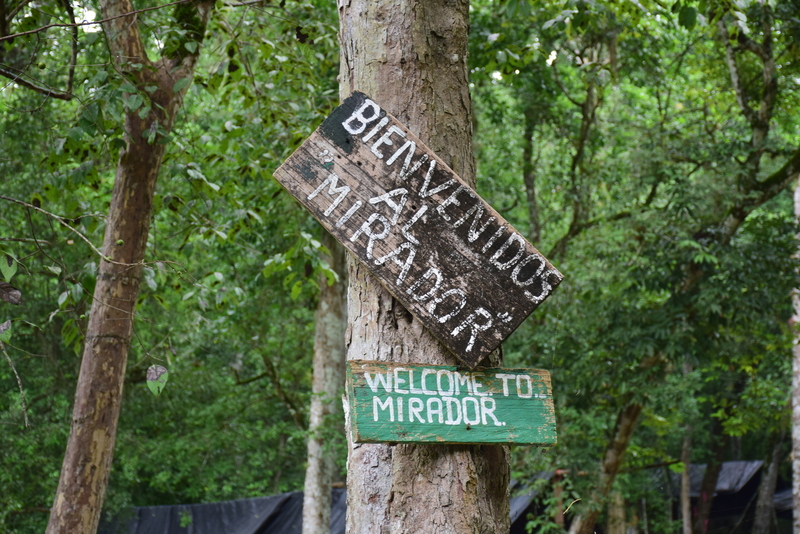 BIENVENIDOS
AL
"MIRADOR"
WELCOME. TO..
MIRADOR.